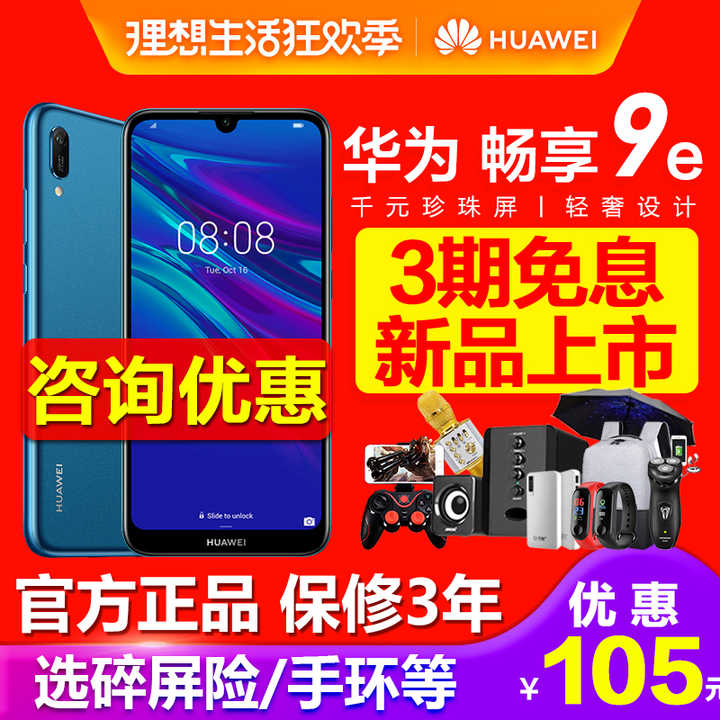 理想生活狂欢季 HUAWEI
华为 畅享9e
千元珍珠屏 | 轻奢设计
3期免息
新品上市
08:08
Tue, Oct 16
咨询优惠
Slide to unlock
HUAWEI
HUAWEI
官方正品 保修3年
选碎屏险/手环等
优惠
¥105元